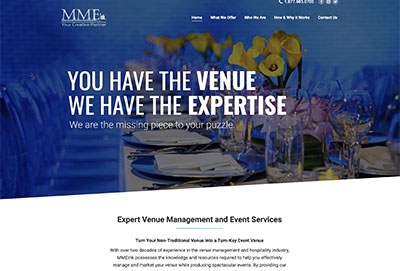 1.877.883.0705
MMEink
Your Creative Partner
Home What We Offer Who We Are How & Why it Works Contact Us
YOU HAVE THE VENUE
WE HAVE THE EXPERTISE
We are the missing piece to your puzzle.
Expert Venue Management and Event Services
Turn Your Non-Traditional Venue into a Turn-Key Event Venue
With over two decades of experience in the venue management and hospitality industry,
MMEink possesses the knowledge and resources required to help you effectively
manage and market your venue while producing spectacular events. By providing our